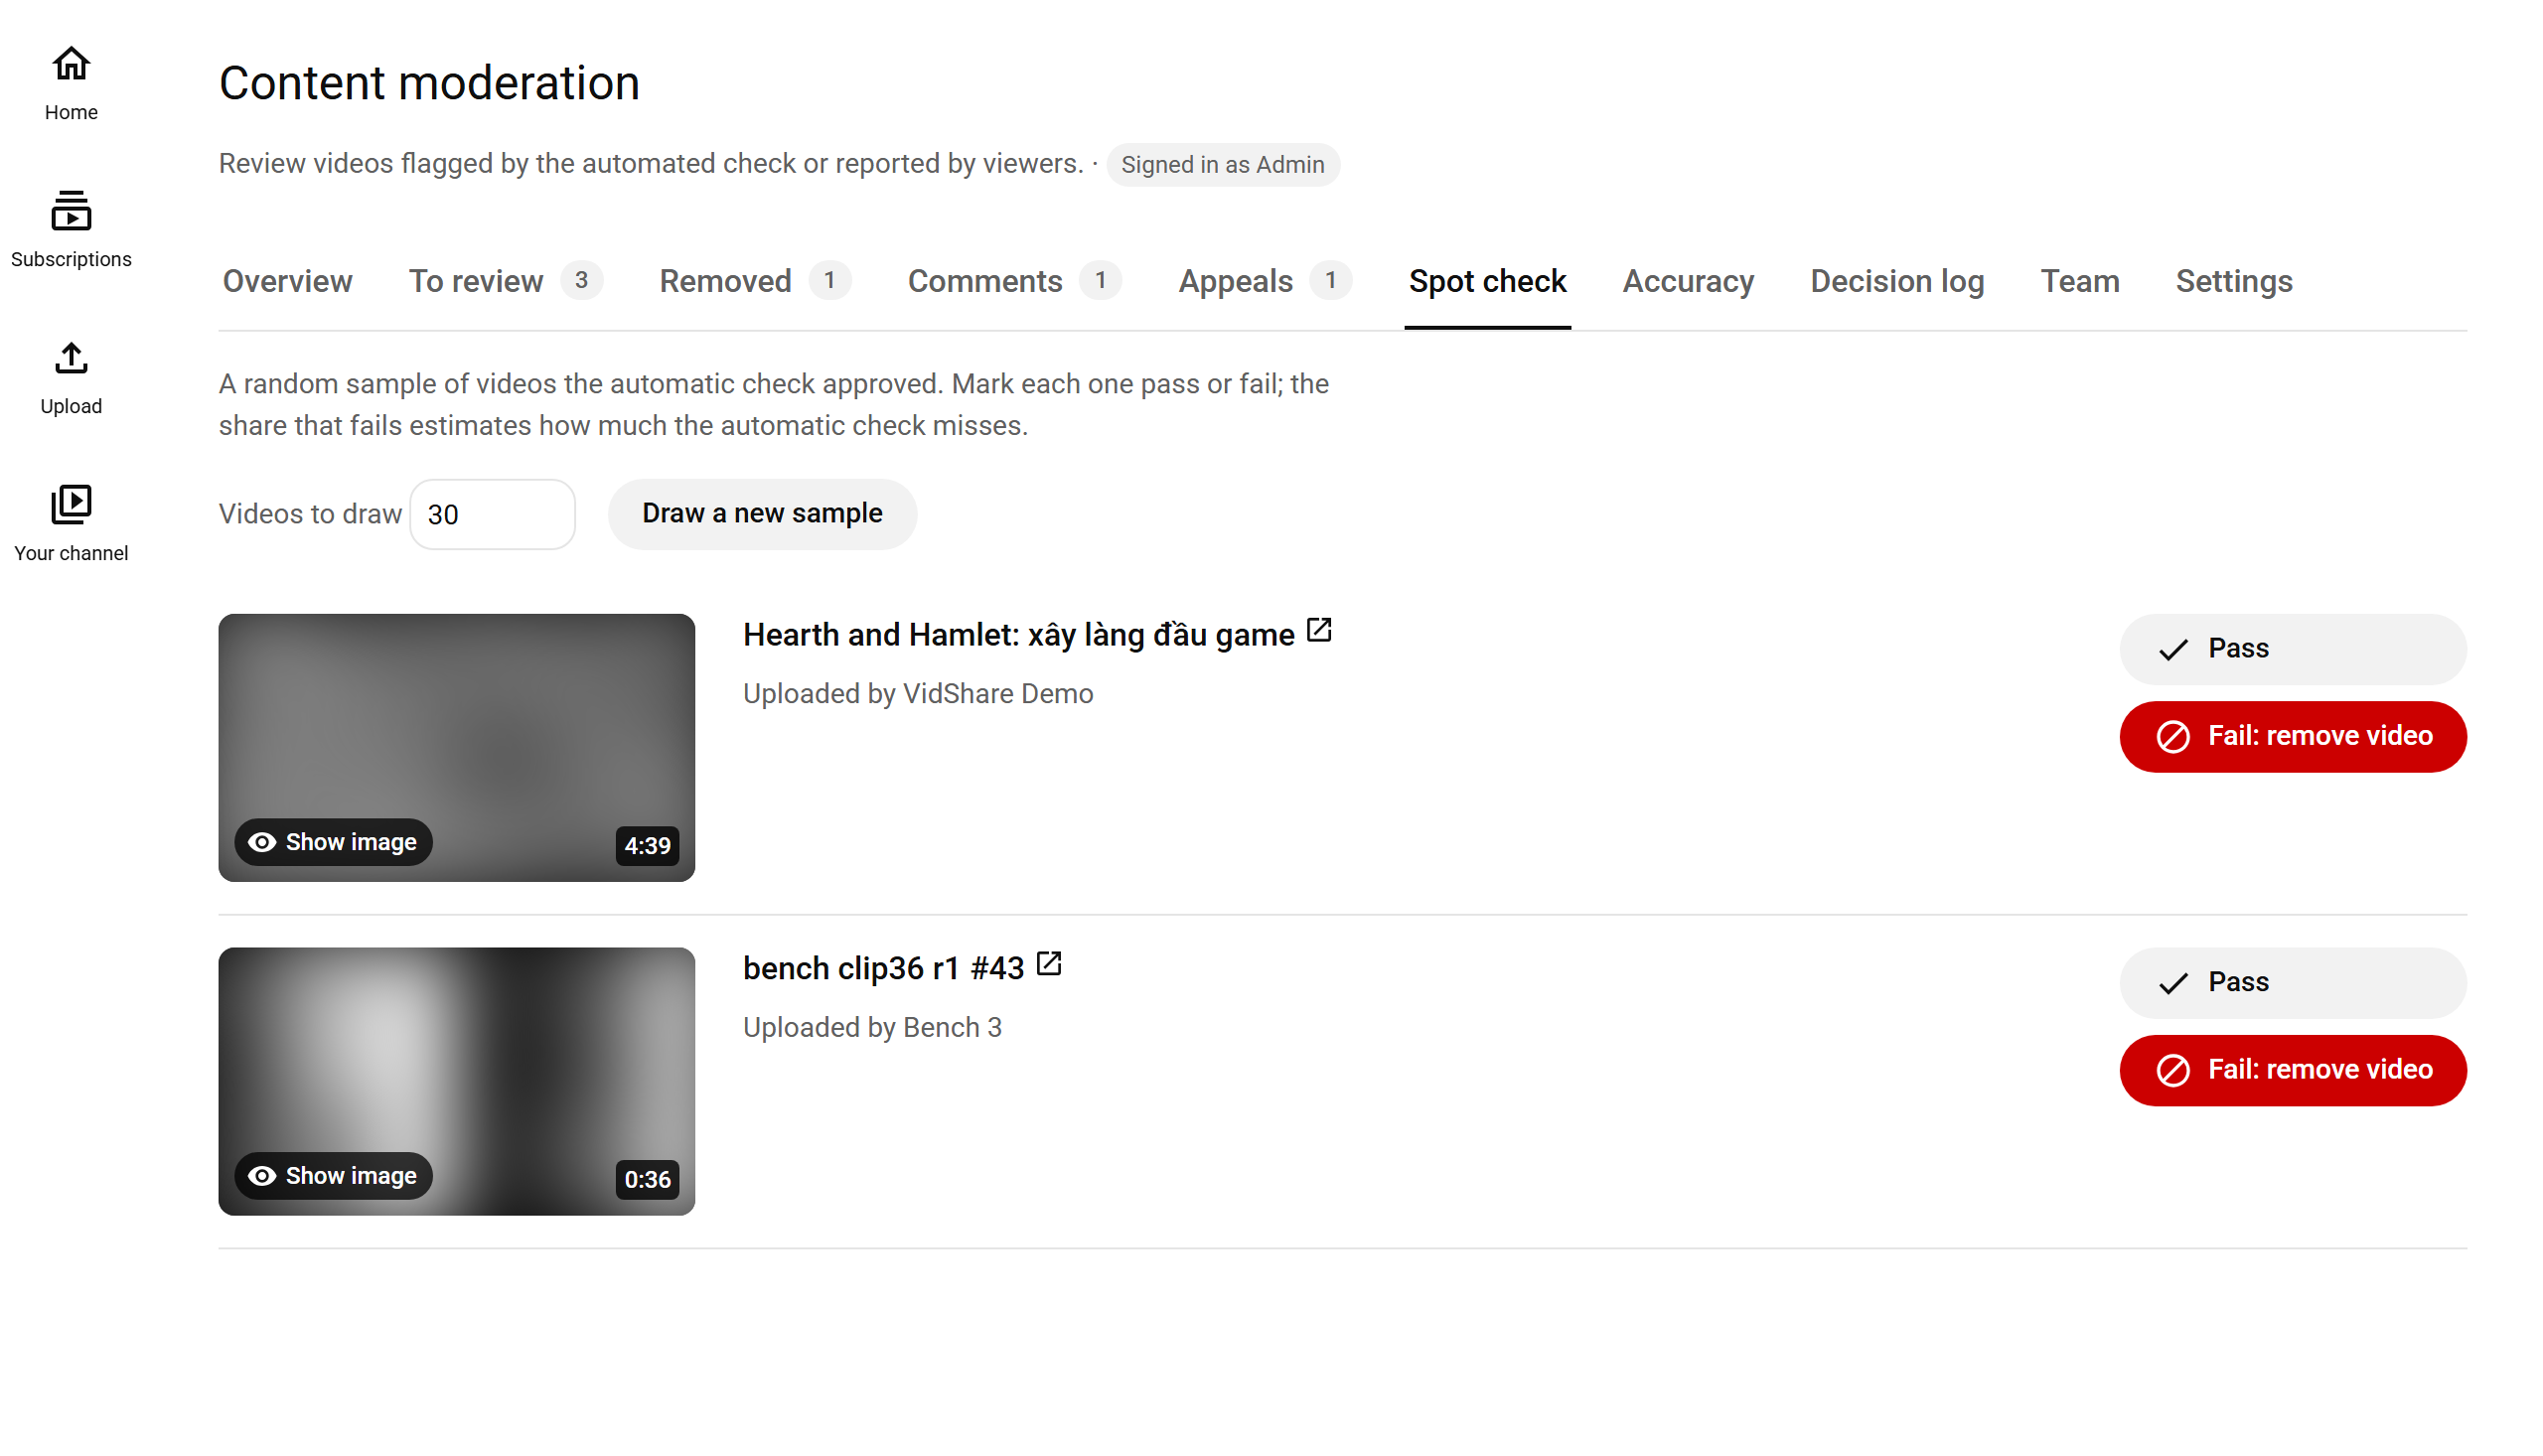 Home
Subscriptions
Upload
Your channel
Content moderation
Review videos flagged by the automated check or reported by viewers. · Signed in as Admin
Overview To review 3 Removed 1 Comments 1 Appeals 1 Spot check Accuracy Decision log Team Settings
A random sample of videos the automatic check approved. Mark each one pass or fail; the
share that fails estimates how much the automatic check misses.
Videos to draw 30 Draw a new sample
Hearth and Hamlet: xây làng đầu game
Uploaded by VidShare Demo
Show image 4:39
Pass
Fail: remove video
bench clip36 r1 #43
Uploaded by Bench 3
Show image 0:36
Pass
Fail: remove video